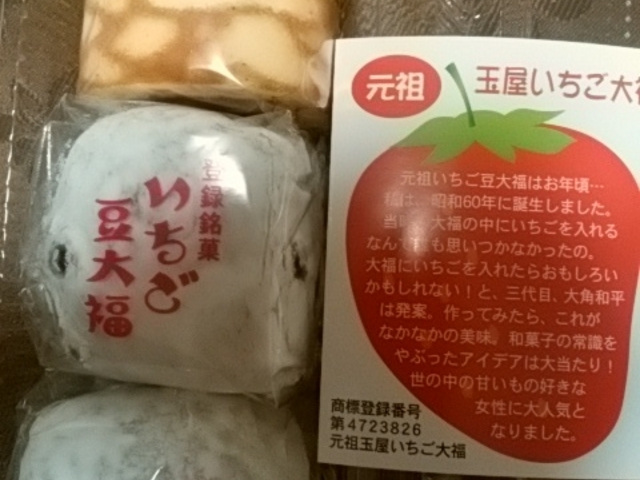 元祖
玉屋いちご大福
元祖いちご豆大福はお年頃…
は、昭和60年に誕生しました。
当時、大福の中にいちごを入れる
なんて も思いつかなかったの。
大福にいちごを入れたらおもしろい
かもしれない！と、三代目、大角和平
は発案。作ってみたら、これが
なかなかの美味。和菓子の常識を
やぶったアイデアは大当たり！
世の中の甘いもの好きな
女性に大人気と
なりました。
商標登録番号
第4723826
元祖玉屋いちご大福
登録銘菓
いちご
豆大福